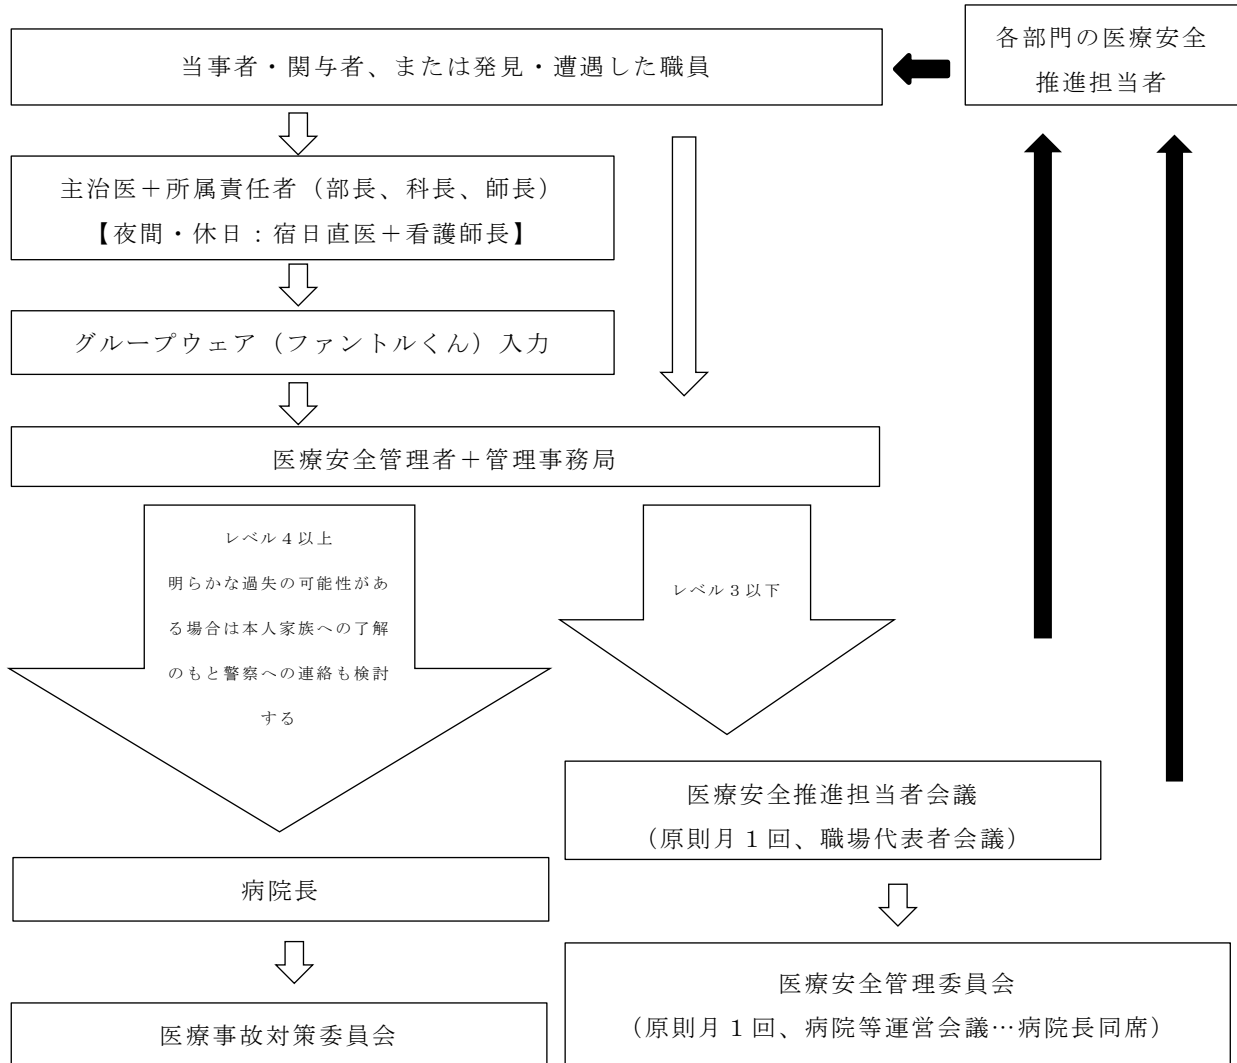 各部門の医療安全
推進担当者
当事者・関与者、または発見・遭遇した職員
主治医＋所属責任者（部長、科長、師長）
【夜間・休日：宿日直医＋看護師長】
グループウェア（ファントルくん）入力
医療安全管理者＋管理事務局
レベル４以上
明らかな過失の可能性があ
る場合は本人家族への了解
のもと警察への連絡も検討
する
レベル３以下
医療安全推進担当者会議
（原則月１回、職場代表者会議）
病院長
医療安全管理委員会
（原則月１回、病院等運営会議…病院長同席）
医療事故対策委員会